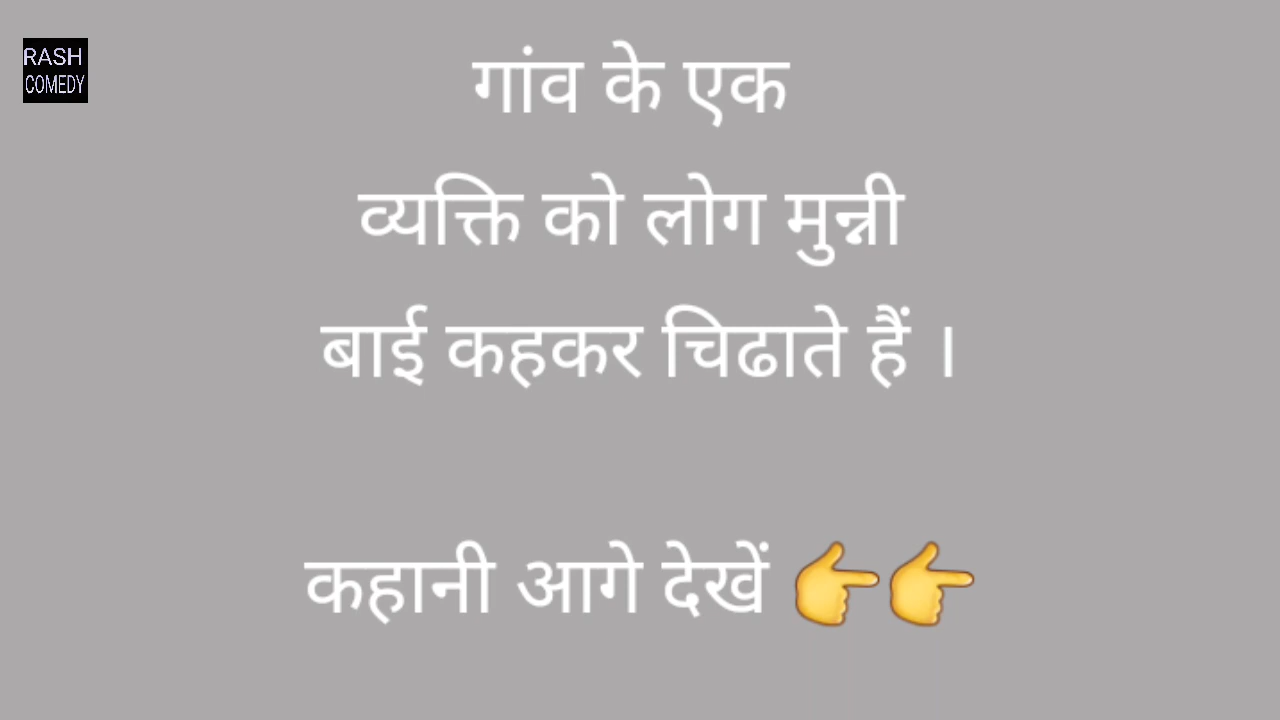 RASH
COMEDY
गांव के एक
व्यक्ति को लोग मुन्नी
बाई कहकर चिढाते हैं ।
कहानी आगे देखें 👉👉